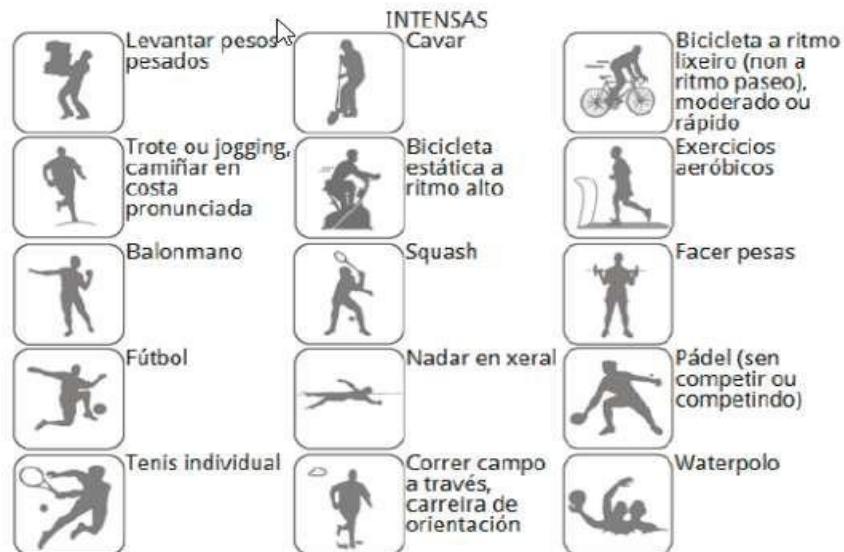 INTENSAS
Levantar pesos
pesados
Cavar
Bicicleta a ritmo
lixeiro (non a
ritmo paseo),
moderado ou
rápido
Trote ou jogging,
camiñar en
costa
pronunciada
Bicicleta
estática a
ritmo alto
Exercicios
aeróbicos
Balonmano
Squash
Facer pesas
Fútbol
Nadar en xeral
Pádel (sen
competir ou
competindo)
Tenis individual
Correr campo
a través,
carreira de
orientación
Waterpolo